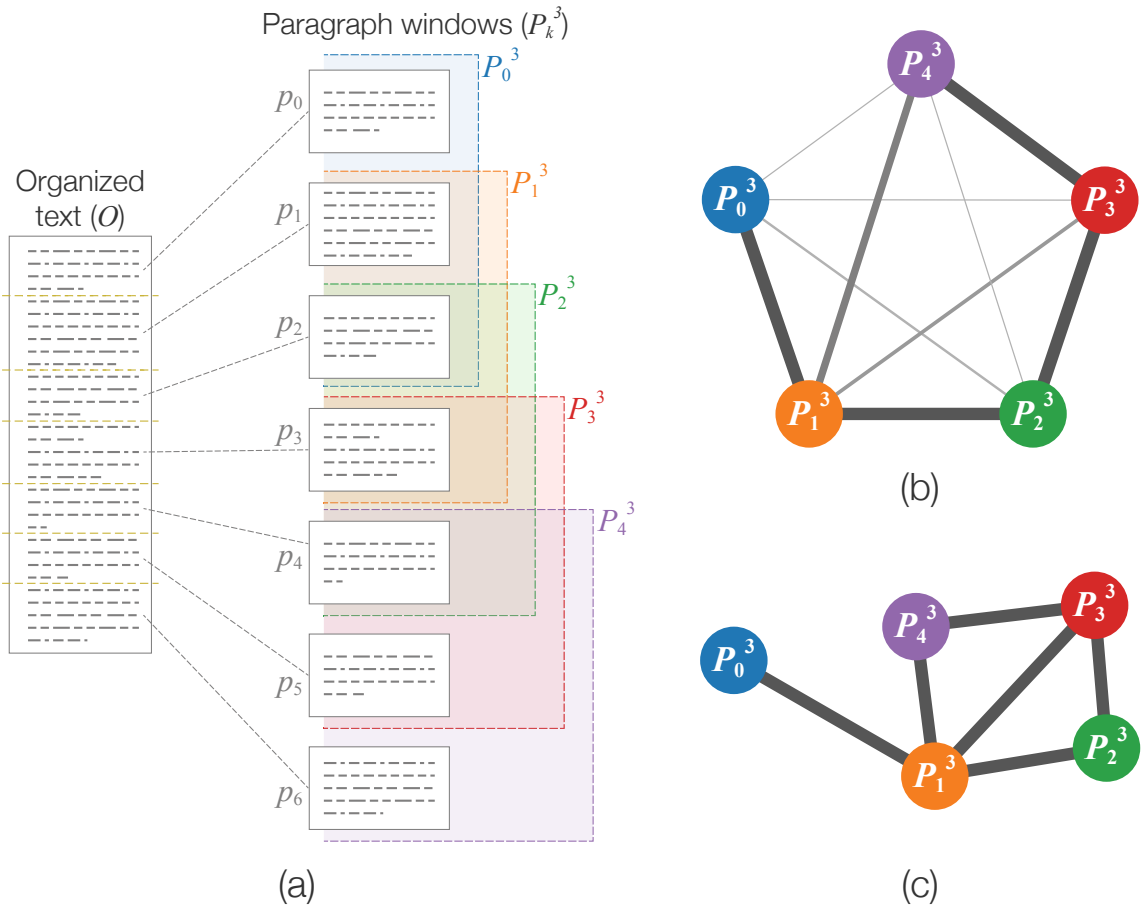 Paragraph windows (P_k^3)
P_0^3
p_0
P_1^3
Organized
text (O)
p_1
P_2^3
p_2
P_3^3
p_3
P_4^3
p_4
p_5
p_6
(a)
P_4^3
P_0^3
P_3^3
P_1^3
P_2^3
(b)
P_3^3
P_4^3
P_0^3
P_2^3
P_1^3
(c)